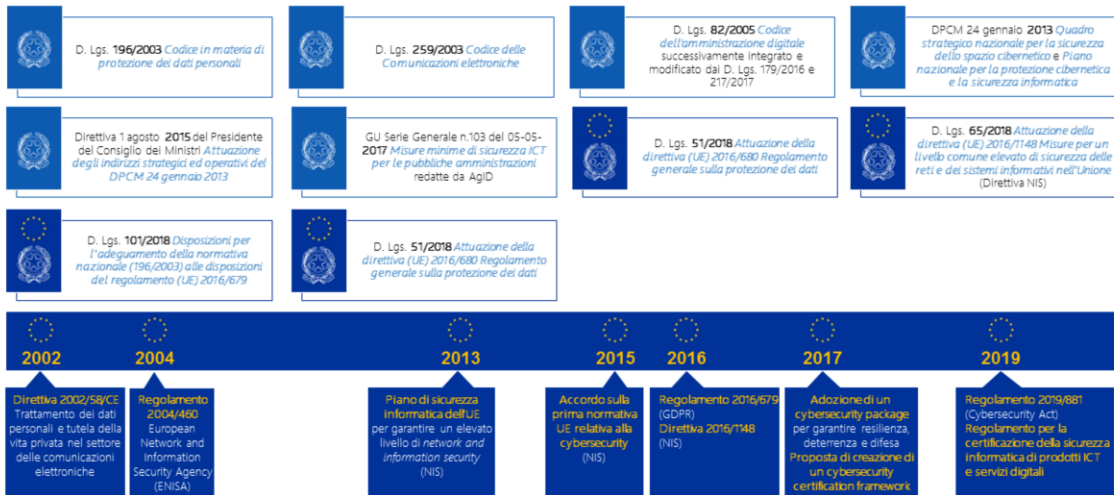 D. Lgs. 196/2003 Codice in materia di
protezione dei dati personali
D. Lgs. 259/2003 Codice delle
Comunicazioni elettroniche
D. Lgs. 82/2005 Codice
dell'amministrazione digitale
successivamente integrato e
modificato dai D. Lgs. 179/2016 e
217/2017
DPCM 24 gennaio 2013 Quadro
strategico nazionale per la sicurezza
dello spazio cibernetico e Piano
nazionale per la protezione cibernetica
e la sicurezza informatica
Direttiva 1 agosto 2015 del Presidente
del Consiglio dei Ministri Attuazione
degli indirizzi strategici ed operativi del
DPCM 24 gennaio 2013
GU Serie Generale n.103 del 05-05-
2017 Misure minime di sicurezza ICT
per le pubbliche amministrazioni
redatte da AgID
D. Lgs. 51/2018 Attuazione della
direttiva (UE) 2016/680 Regolamento
generale sulla protezione dei dati
D. Lgs. 65/2018 Attuazione della
direttiva (UE) 2016/1148 Misure per un
livello comune elevato di sicurezza delle
reti e dei sistemi informativi nell'Unione
(Direttiva NIS)
D. Lgs. 101/2018 Disposizioni per
l'adeguamento della normativa
nazionale (196/2003) alle disposizioni
del regolamento (UE) 2016/679
D. Lgs. 51/2018 Attuazione della
direttiva (UE) 2016/680 Regolamento
generale sulla protezione dei dati
2002
2004
2013
2015
2016
2017
2019
Direttiva 2002/58/CE
Trattamento dei dati
personali e tutela della
vita privata nel settore
delle comunicazioni
elettroniche
Regolamento
2004/460
European
Network and
Information
Security Agency
(ENISA)
Piano di sicurezza
informatica dell'UE
per garantire un elevato
livello di network and
information security
(NIS)
Accordo sulla
prima normativa
UE relativa alla
cybersecurity
(NIS)
Regolamento 2016/679
(GDPR)
Direttiva 2016/1148
(NIS)
Adozione di un
cybersecurity package
per garantire resilienza,
deterrenza e difesa
Proposta di creazione di
un cybersecurity
certification framework
Regolamento 2019/881
(Cybersecurity Act)
Regolamento per la
certificazione della sicurezza
informatica di prodotti ICT
e servizi digitali